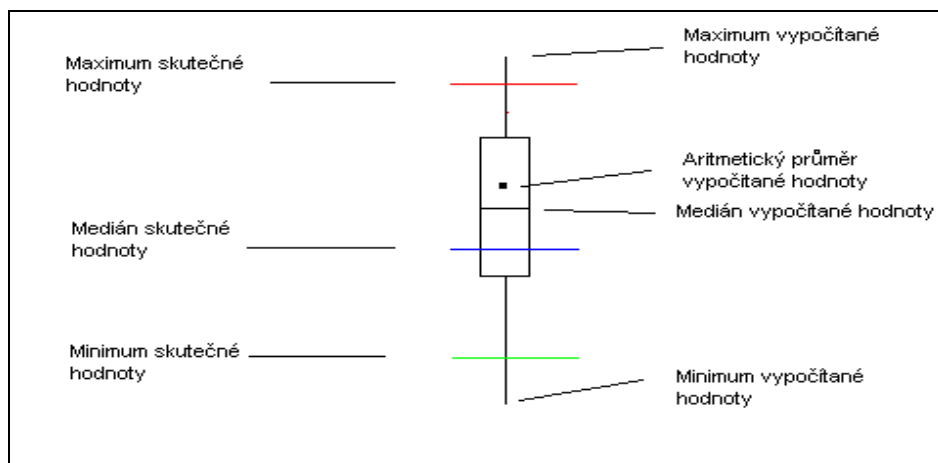 Maximum skutečné
hodnoty
Maximum vypočítané
hodnoty
Aritmetický průměr
vypočítané hodnoty
Medián skutečné
hodnoty
Medián vypočítané hodnoty
Minimum skutečné
hodnoty
Minimum vypočítané
hodnoty